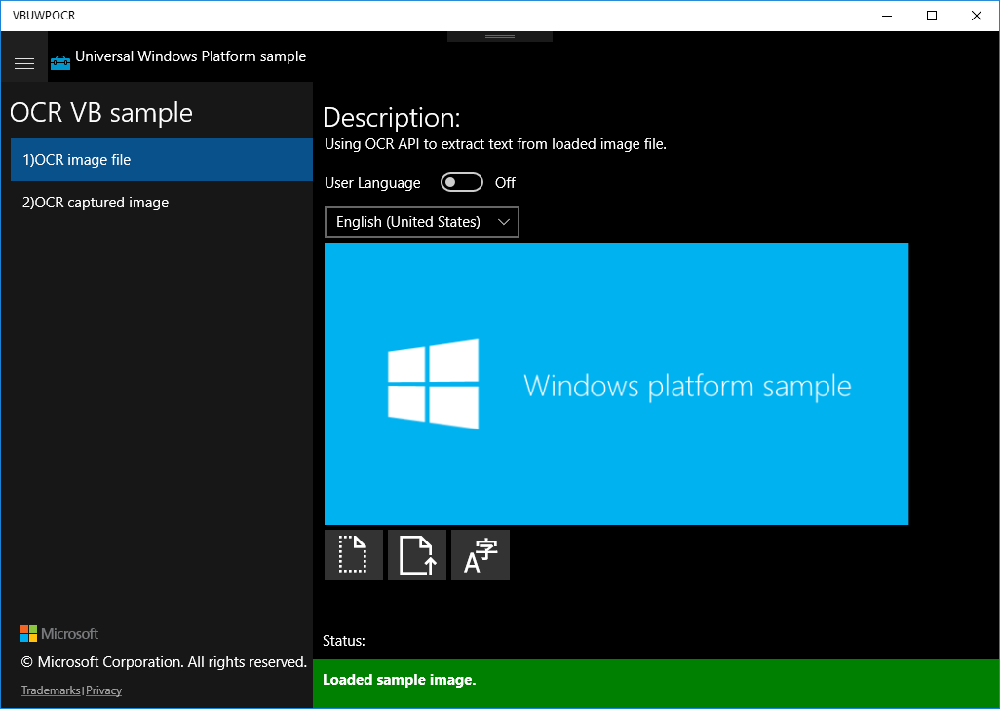 VBUWPOCR
Universal Windows Platform sample
OCR VB sample
1)OCR image file
2)OCR captured image
Microsoft
© Microsoft Corporation. All rights reserved.
Trademarks|Privacy
Description:
Using OCR API to extract text from loaded image file.
User Language Off
English (United States)
Windows platform sample
A字
Status:
Loaded sample image.